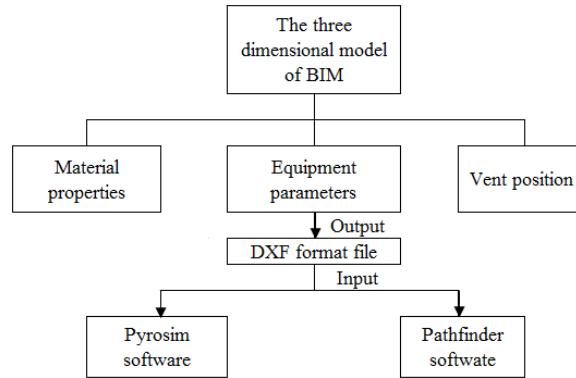 The three
dimensional model
of BIM
Material
properties
Equipment
parameters
Vent position
Output
DXF format file
Input
Pyrosim
software
Pathfinder
softwate